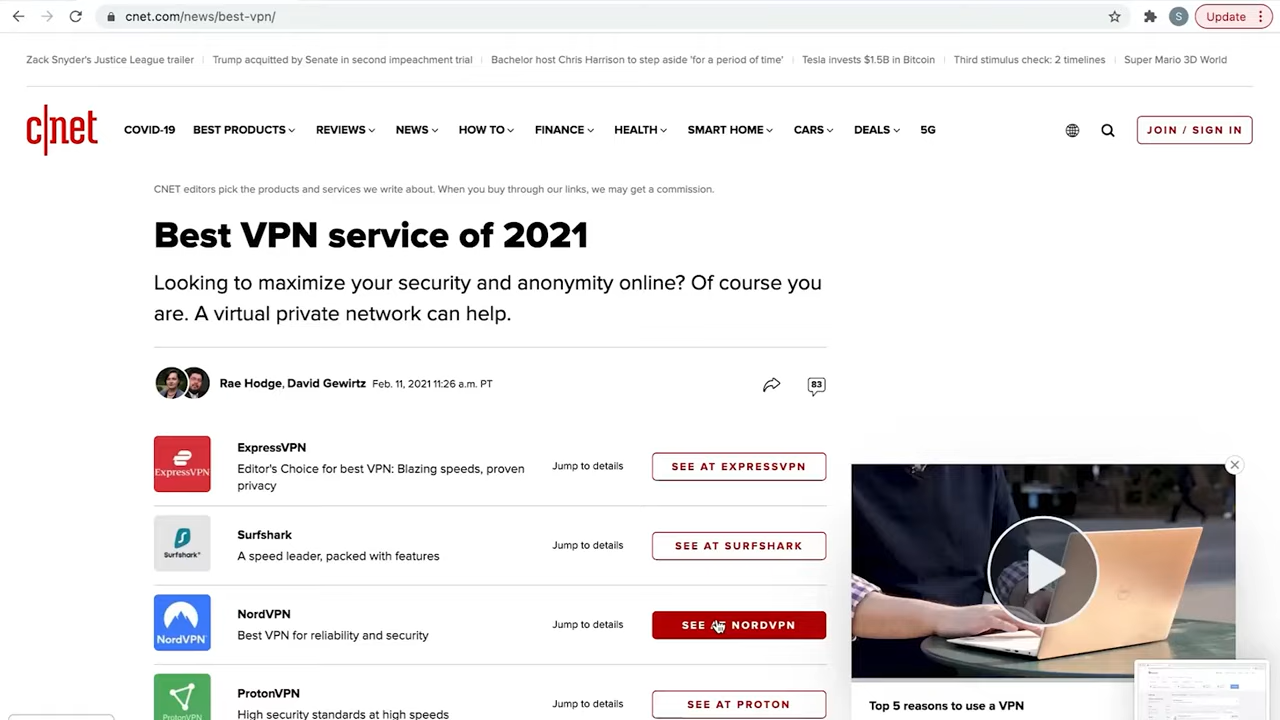 cnet.com/news/best-vpn/
S
Update
Zack Snyder's Justice League trailer
Trump acquitted by Senate in second impeachment trial
Bachelor host Chris Harrison to step aside 'for a period of time'
Tesla invests $1.5B in Bitcoin
Third stimulus check: 2 timelines
Super Mario 3D World
c|net
COVID-19
BEST PRODUCTS
REVIEWS
NEWS
HOW TO
FINANCE
HEALTH
SMART HOME
CARS
DEALS
5G
JOIN / SIGN IN
CNET editors pick the products and services we write about. When you buy through our links, we may get a commission.
Best VPN service of 2021
Looking to maximize your security and anonymity online? Of course you
are. A virtual private network can help.
Rae Hodge, David Gewirtz Feb. 11, 2021 11:26 a.m. PT
83
ExpressVPN
ExpressVPN
Editor's Choice for best VPN: Blazing speeds, proven
privacy
Jump to details
SEE AT EXPRESSVPN
Surfshark
Surfshark
A speed leader, packed with features
Jump to details
SEE AT SURFSHARK
NordVPN
NordVPN
Best VPN for reliability and security
Jump to details
SEE AT NORDVPN
ProtonVPN
ProtonVPN
High security standards at high speeds
Jump to details
SEE AT PROTON
Top 5 reasons to use a VPN